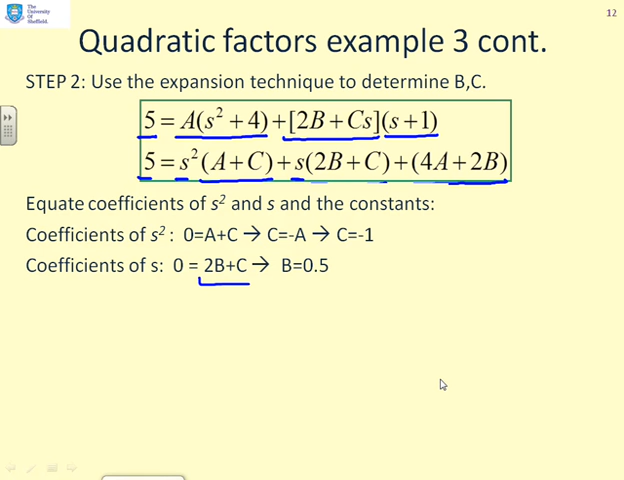 The
University
Of
Sheffield.
12
Quadratic factors example 3 cont.
STEP 2: Use the expansion technique to determine B,C.
5 = A(s² + 4) + [2B + Cs](s + 1)
5 = s²(A + C) + s(2B + C) + (4A + 2B)
Equate coefficients of s² and s and the constants:
Coefficients of s² : 0=A+C → C=-A → C=-1
Coefficients of s: 0 = 2B+C → B=0.5